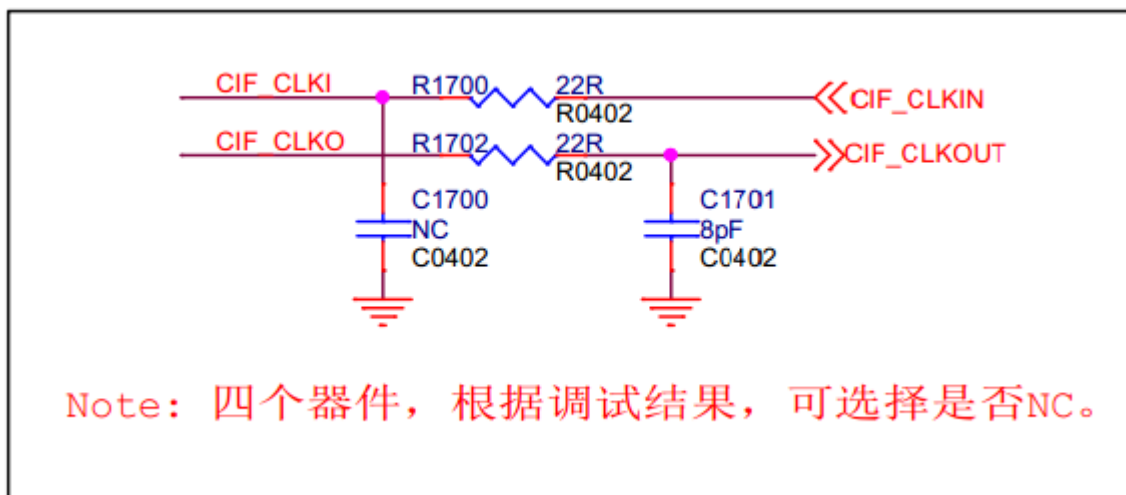 CIF_CLKI R1700 22R CIF_CLKIN
R0402
CIF_CLKO R1702 22R CIF_CLKOUT
R0402
C1700 C1701
NC 8pF
C0402 C0402
Note: 四个器件，根据调试结果，可选择是否NC。